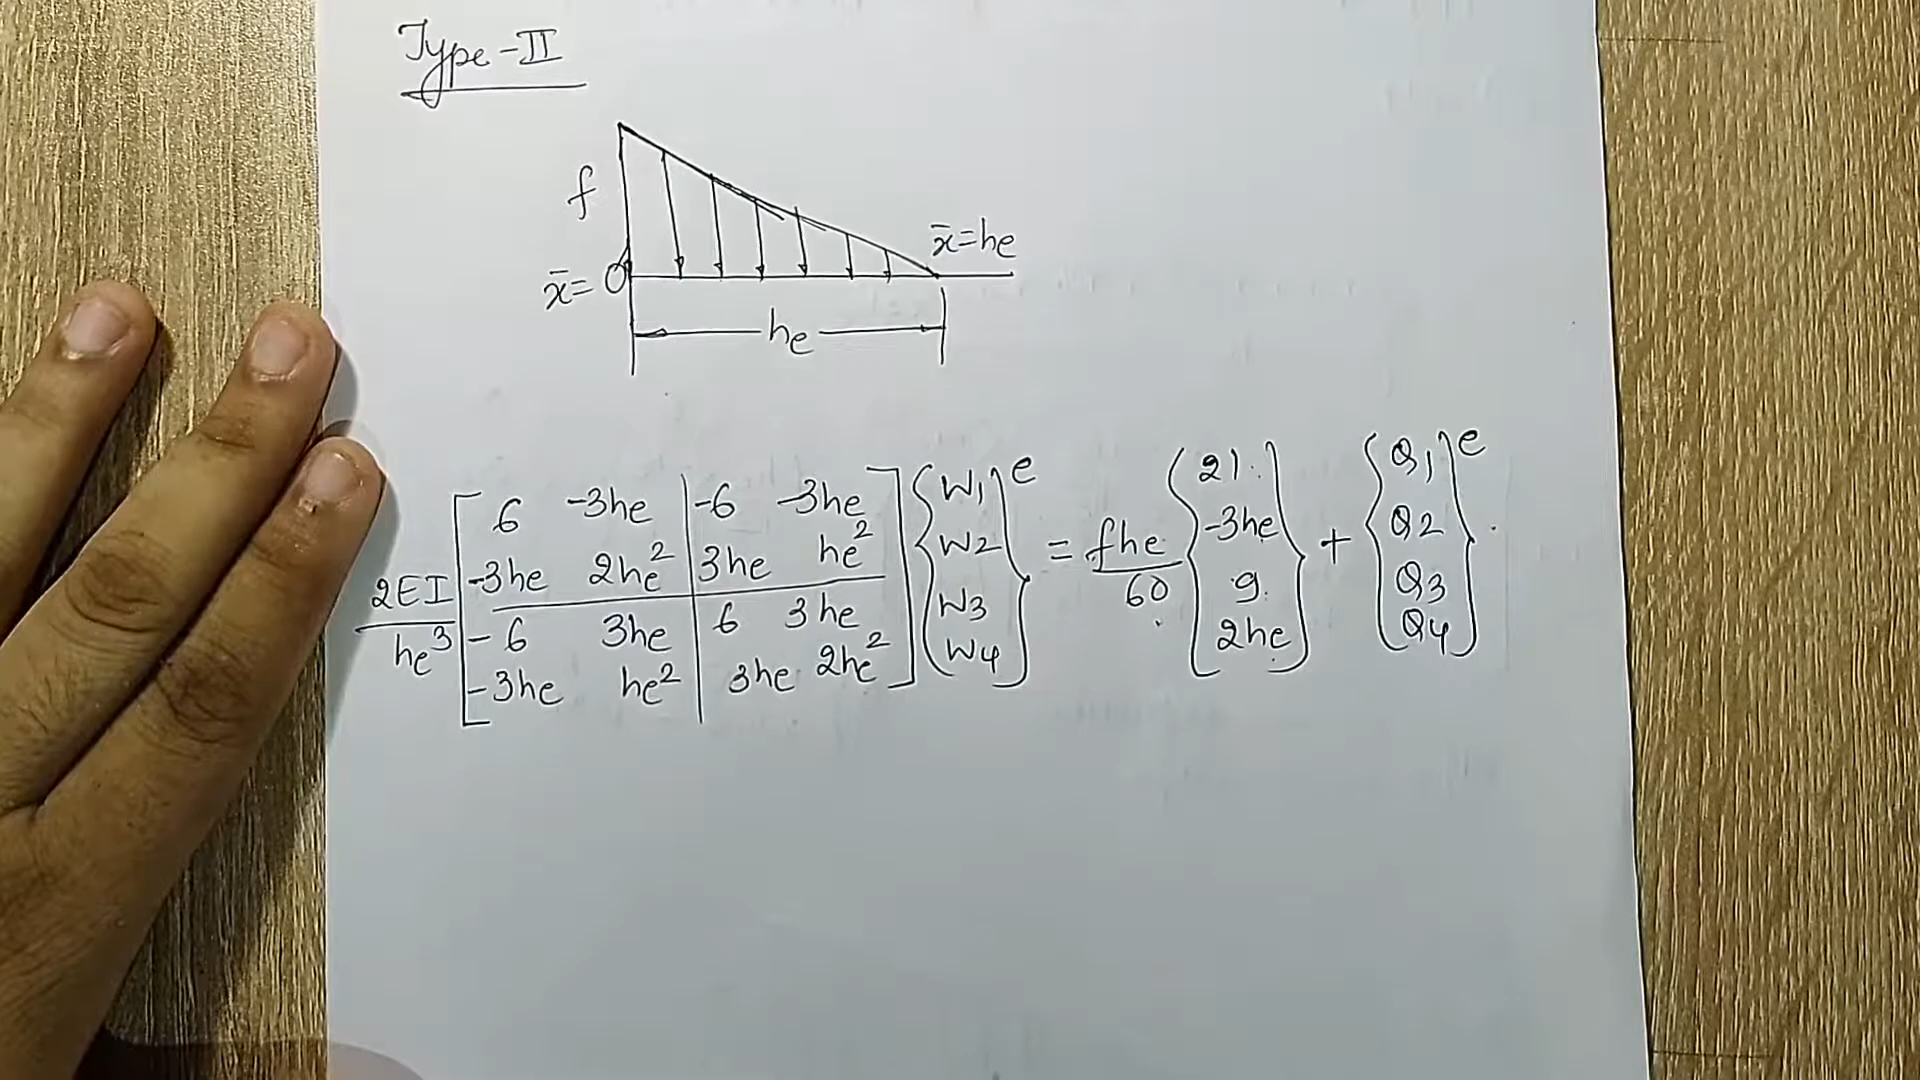 Type-II
f
x̄=0
x̄=he
he
2EI/he³ [6 -3he | -6 -3he] {W1}ᵉ = fhe/60 {21} + {Q1}ᵉ
[-3he 2he² | 3he he²] {W2} {-3he} {Q2}
[-6 3he | 6 3he] {W3} {9} {Q3}
[-3he he² | 3he 2he²] {W4} {2he} {Q4}